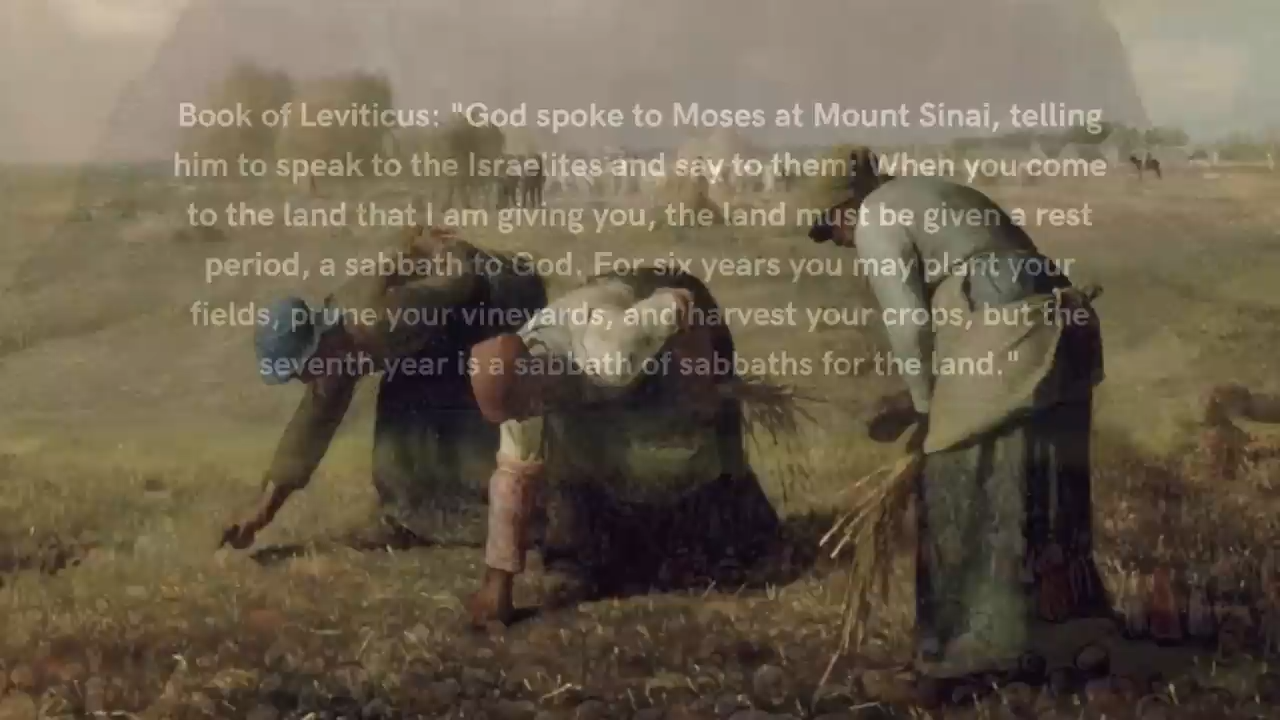 Book of Leviticus: "God spoke to Moses at Mount Sinai, telling
him to speak to the Israelites and say to them: When you come
to the land that I am giving you, the land must be given a rest
period, a sabbath to God. For six years you may plant your
fields, prune your vineyards, and harvest your crops, but the
seventh year is a sabbath of sabbaths for the land."